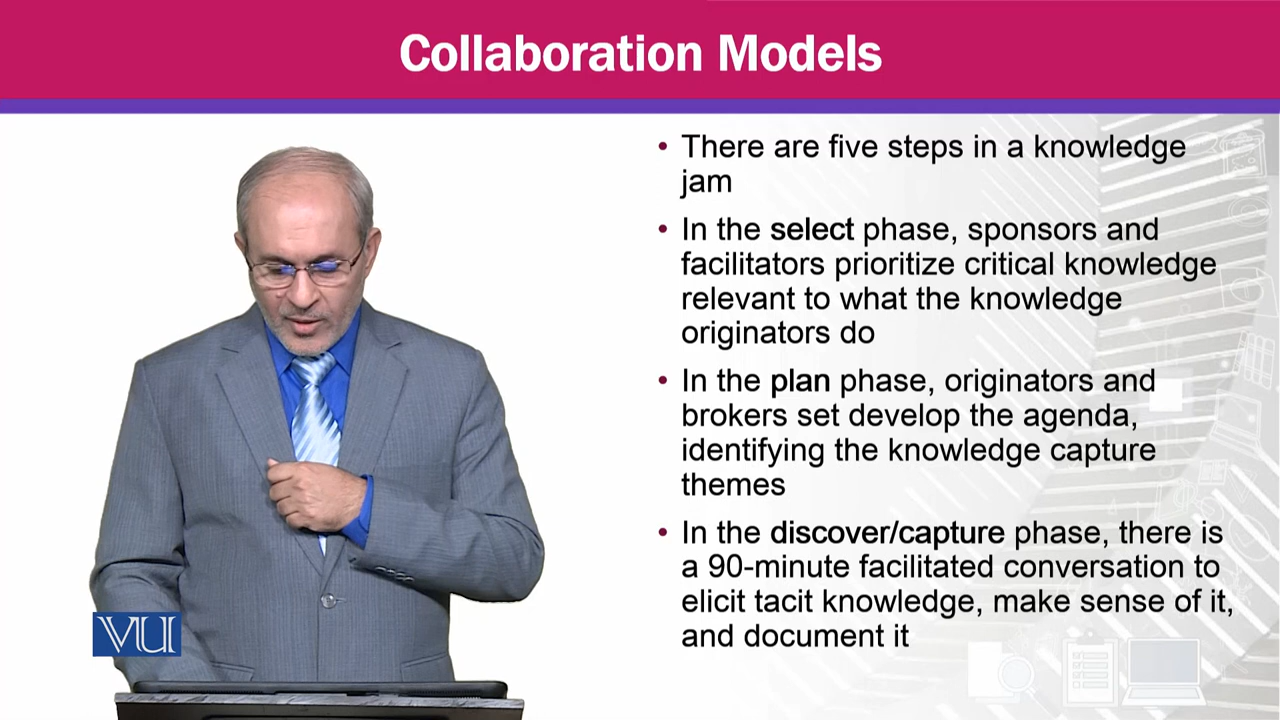 Collaboration Models
• There are five steps in a knowledge
jam
• In the select phase, sponsors and
facilitators prioritize critical knowledge
relevant to what the knowledge
originators do
• In the plan phase, originators and
brokers set develop the agenda,
identifying the knowledge capture
themes
• In the discover/capture phase, there is
a 90-minute facilitated conversation to
elicit tacit knowledge, make sense of it,
and document it
VU